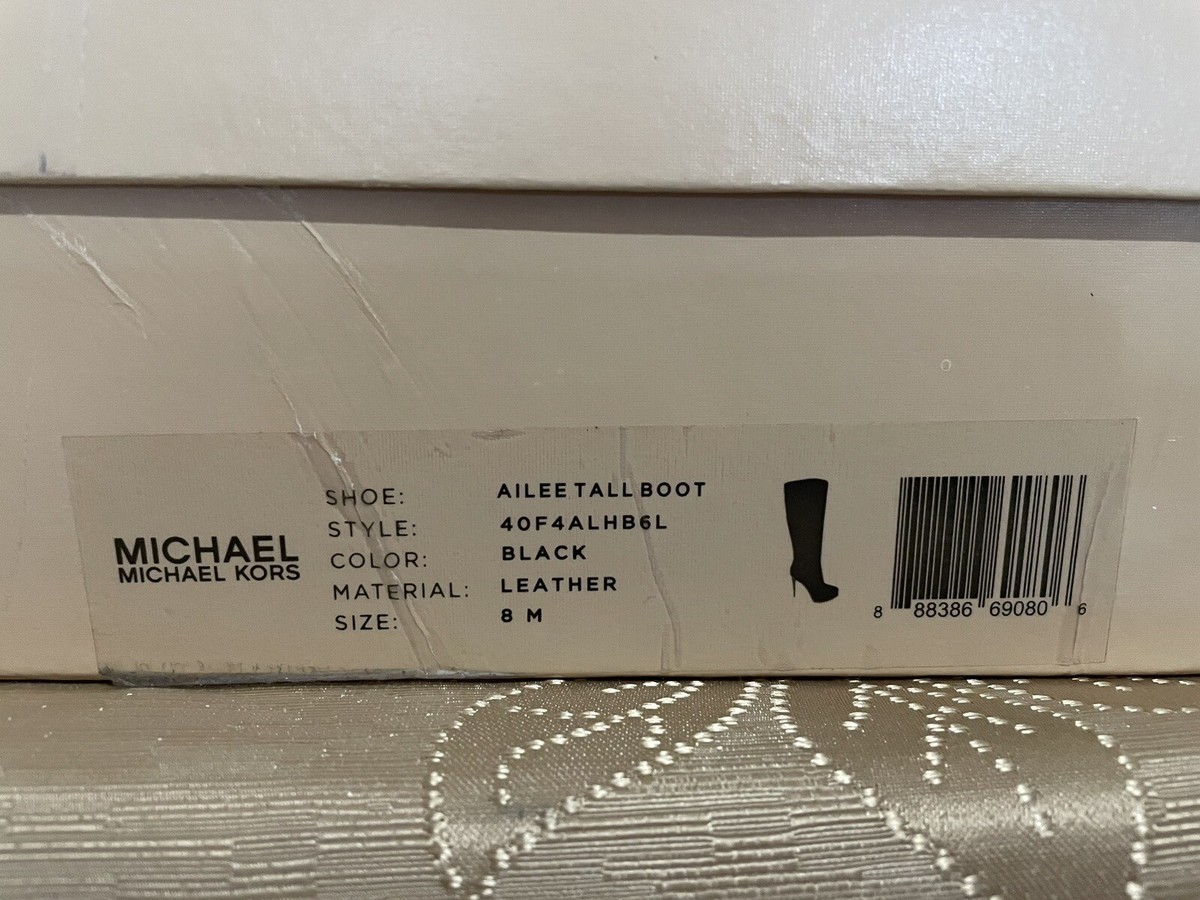 MICHAEL
MICHAEL KORS
SHOE: AILEE TALL BOOT
STYLE: 40F4ALHB6L
COLOR: BLACK
MATERIAL: LEATHER
SIZE: 8 M
8 88386 69080 6